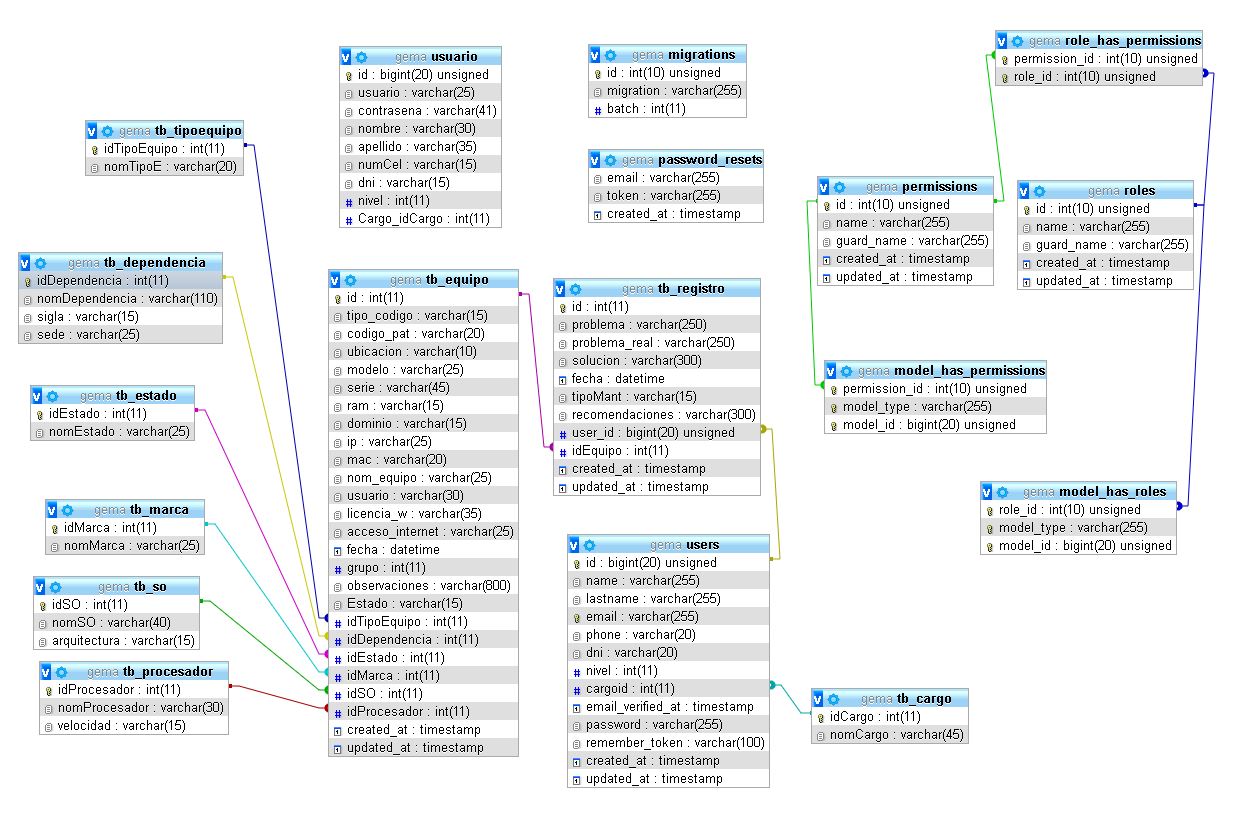 gema usuario
id : bigint(20) unsigned
usuario : varchar(25)
contrasena : varchar(41)
nombre : varchar(30)
apellido : varchar(35)
numCel : varchar(15)
dni : varchar(15)
nivel : int(11)
Cargo_idCargo : int(11)
gema migrations
id : int(10) unsigned
migration : varchar(255)
batch : int(11)
gema role_has_permissions
permission_id : int(10) unsigned
role_id : int(10) unsigned
gema tb_tipoequipo
idTipoEquipo : int(11)
nomTipoE : varchar(20)
gema password_resets
email : varchar(255)
token : varchar(255)
created_at : timestamp
gema permissions
id : int(10) unsigned
name : varchar(255)
guard_name : varchar(255)
created_at : timestamp
updated_at : timestamp
gema roles
id : int(10) unsigned
name : varchar(255)
guard_name : varchar(255)
created_at : timestamp
updated_at : timestamp
gema tb_dependencia
idDependencia : int(11)
nomDependencia : varchar(110)
sigla : varchar(15)
sede : varchar(25)
gema tb_equipo
id : int(11)
tipo_codigo : varchar(15)
codigo_pat : varchar(20)
ubicacion : varchar(10)
modelo : varchar(25)
serie : varchar(45)
ram : varchar(15)
dominio : varchar(15)
ip : varchar(25)
mac : varchar(20)
nom_equipo : varchar(25)
usuario : varchar(30)
licencia_w : varchar(35)
acceso_internet : varchar(25)
fecha : datetime
grupo : int(11)
observaciones : varchar(800)
Estado : varchar(15)
idTipoEquipo : int(11)
idDependencia : int(11)
idEstado : int(11)
idMarca : int(11)
idSO : int(11)
idProcesador : int(11)
created_at : timestamp
updated_at : timestamp
gema tb_registro
id : int(11)
problema : varchar(250)
problema_real : varchar(250)
solucion : varchar(300)
fecha : datetime
tipoMant : varchar(15)
recomendaciones : varchar(300)
user_id : bigint(20) unsigned
idEquipo : int(11)
created_at : timestamp
updated_at : timestamp
gema model_has_permissions
permission_id : int(10) unsigned
model_type : varchar(255)
model_id : bigint(20) unsigned
gema tb_estado
idEstado : int(11)
nomEstado : varchar(25)
gema model_has_roles
role_id : int(10) unsigned
model_type : varchar(255)
model_id : bigint(20) unsigned
gema tb_marca
idMarca : int(11)
nomMarca : varchar(25)
gema users
id : bigint(20) unsigned
name : varchar(255)
lastname : varchar(255)
email : varchar(255)
phone : varchar(20)
dni : varchar(20)
nivel : int(11)
cargoid : int(11)
email_verified_at : timestamp
password : varchar(255)
remember_token : varchar(100)
created_at : timestamp
updated_at : timestamp
gema tb_so
idSO : int(11)
nomSO : varchar(40)
arquitectura : varchar(15)
gema tb_procesador
idProcesador : int(11)
nomProcesador : varchar(30)
velocidad : varchar(15)
gema tb_cargo
idCargo : int(11)
nomCargo : varchar(45)